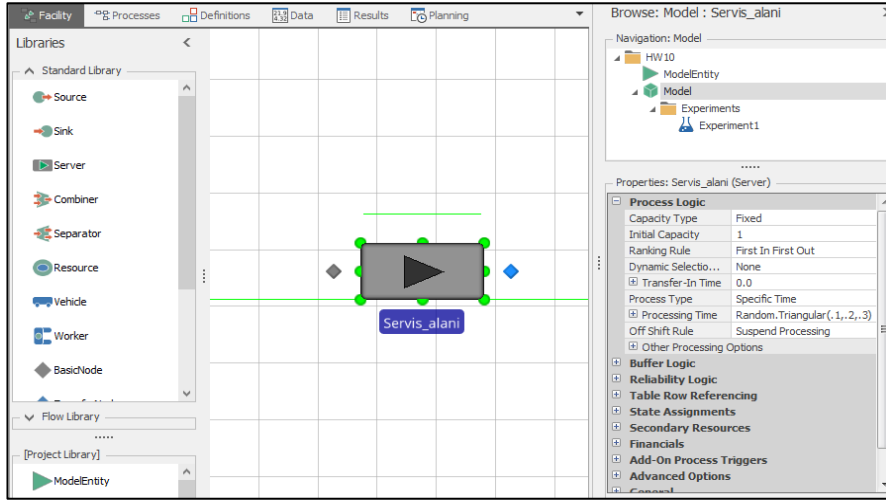 Facility
Processes
Definitions
Data
Results
Planning
Libraries
Standard Library
Source
Sink
Server
Combiner
Separator
Resource
Vehicle
Worker
BasicNode
Flow Library
[Project Library]
ModelEntity
Servis_alani
Browse: Model : Servis_alani
Navigation: Model
HW10
ModelEntity
Model
Experiments
Experiment1
Properties: Servis_alani (Server)
Process Logic
Capacity Type Fixed
Initial Capacity 1
Ranking Rule First In First Out
Dynamic Selectio... None
Transfer-In Time 0.0
Process Type Specific Time
Processing Time Random.Triangular(.1,.2,.3)
Off Shift Rule Suspend Processing
Other Processing Options
Buffer Logic
Reliability Logic
Table Row Referencing
State Assignments
Secondary Resources
Financials
Add-On Process Triggers
Advanced Options
General